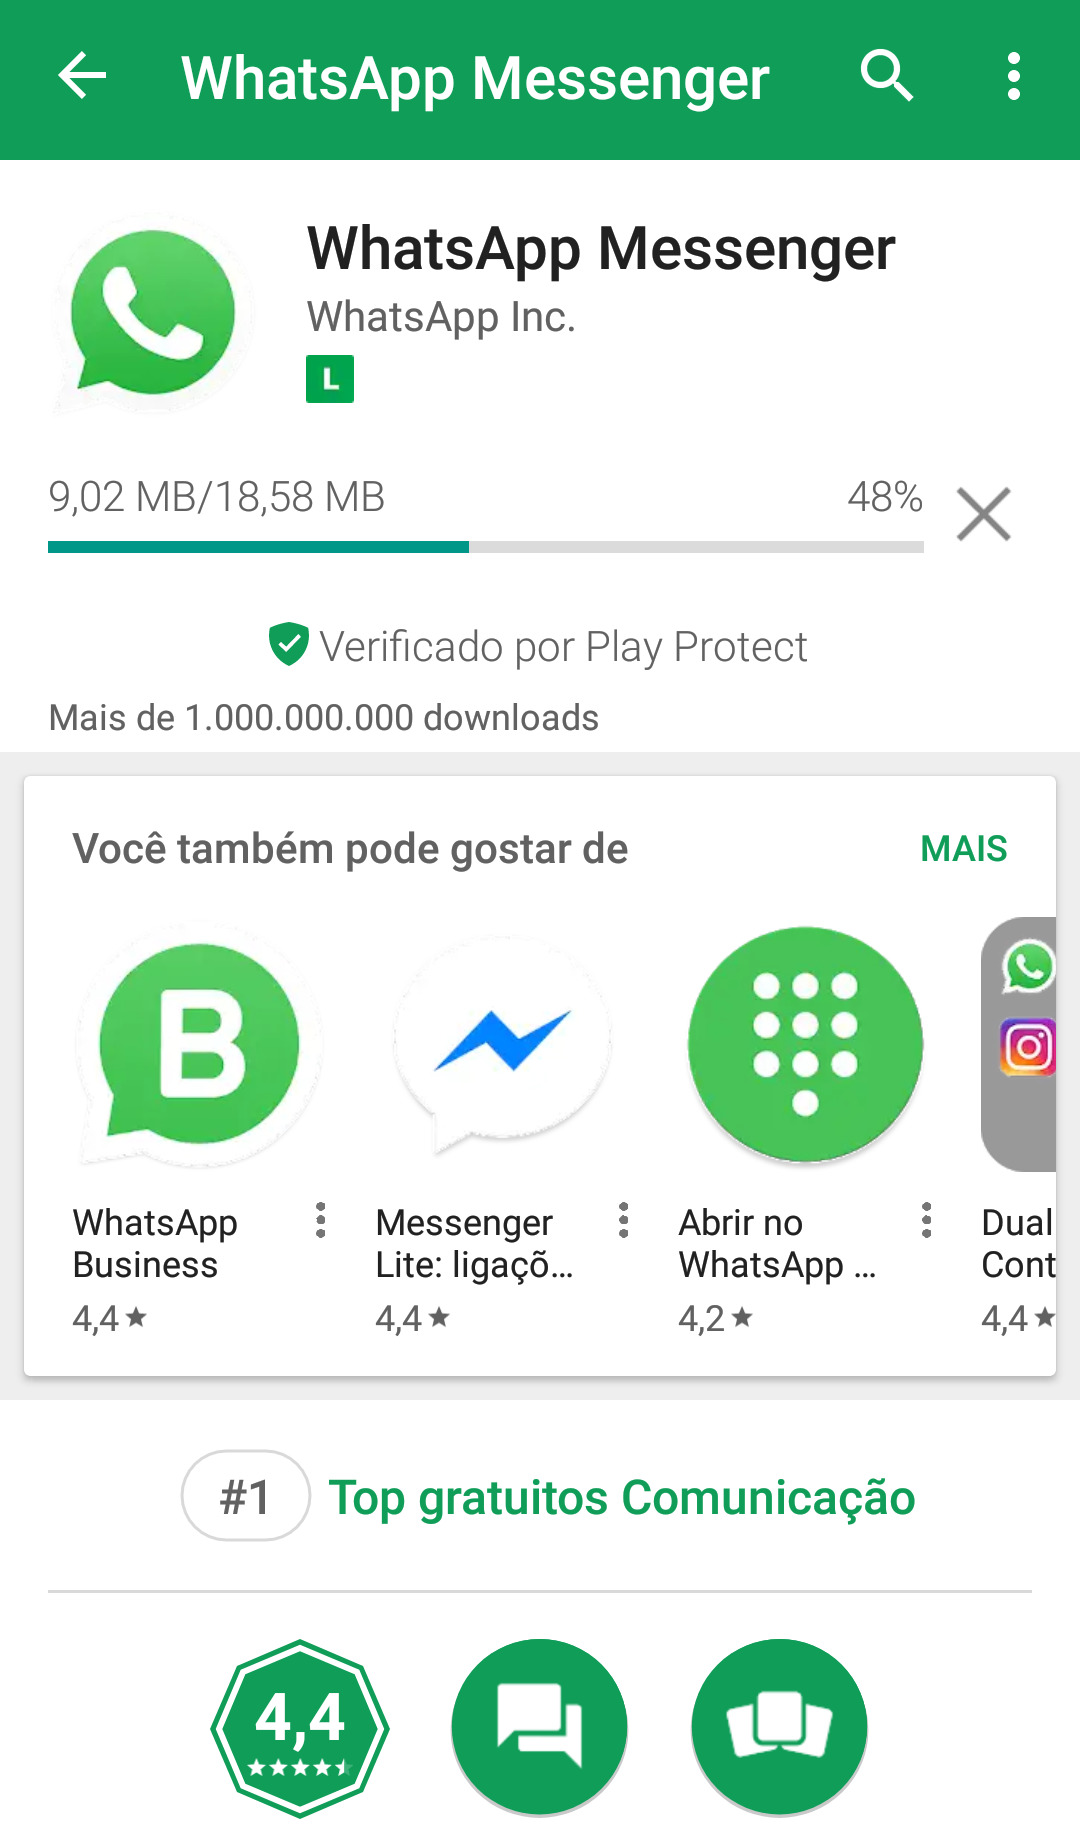 WhatsApp Messenger
WhatsApp Messenger
WhatsApp Inc.
L
9,02 MB/18,58 MB 48%
Verificado por Play Protect
Mais de 1.000.000.000 downloads
Você também pode gostar de MAIS
B
WhatsApp Business
4,4
Messenger Lite: ligaçõ...
4,4
Abrir no WhatsApp ...
4,2
Dual Cont
4,4
#1 Top gratuitos Comunicação
4,4